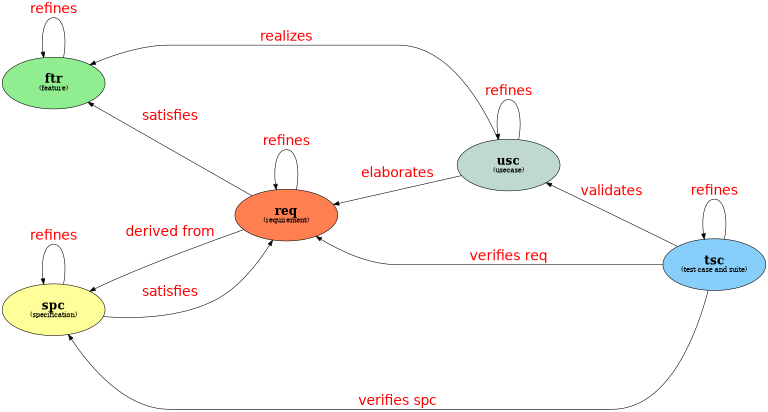 refines
realizes
ftr
(feature)
refines
satisfies
refines
elaborates
usc
(usecase)
validates
refines
req
(requirement)
derived from
refines
verifies req
tsc
(test case and suite)
satisfies
spc
(specification)
verifies spc